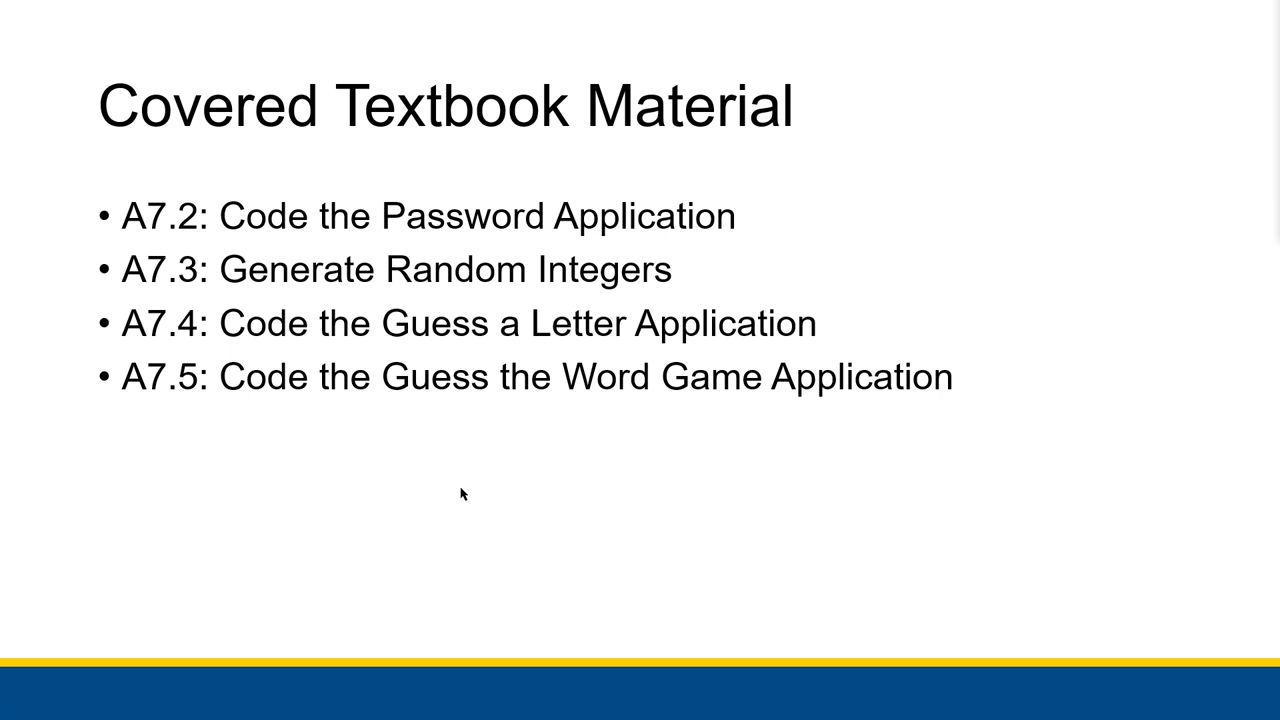 Covered Textbook Material
• A7.2: Code the Password Application
• A7.3: Generate Random Integers
• A7.4: Code the Guess a Letter Application
• A7.5: Code the Guess the Word Game Application